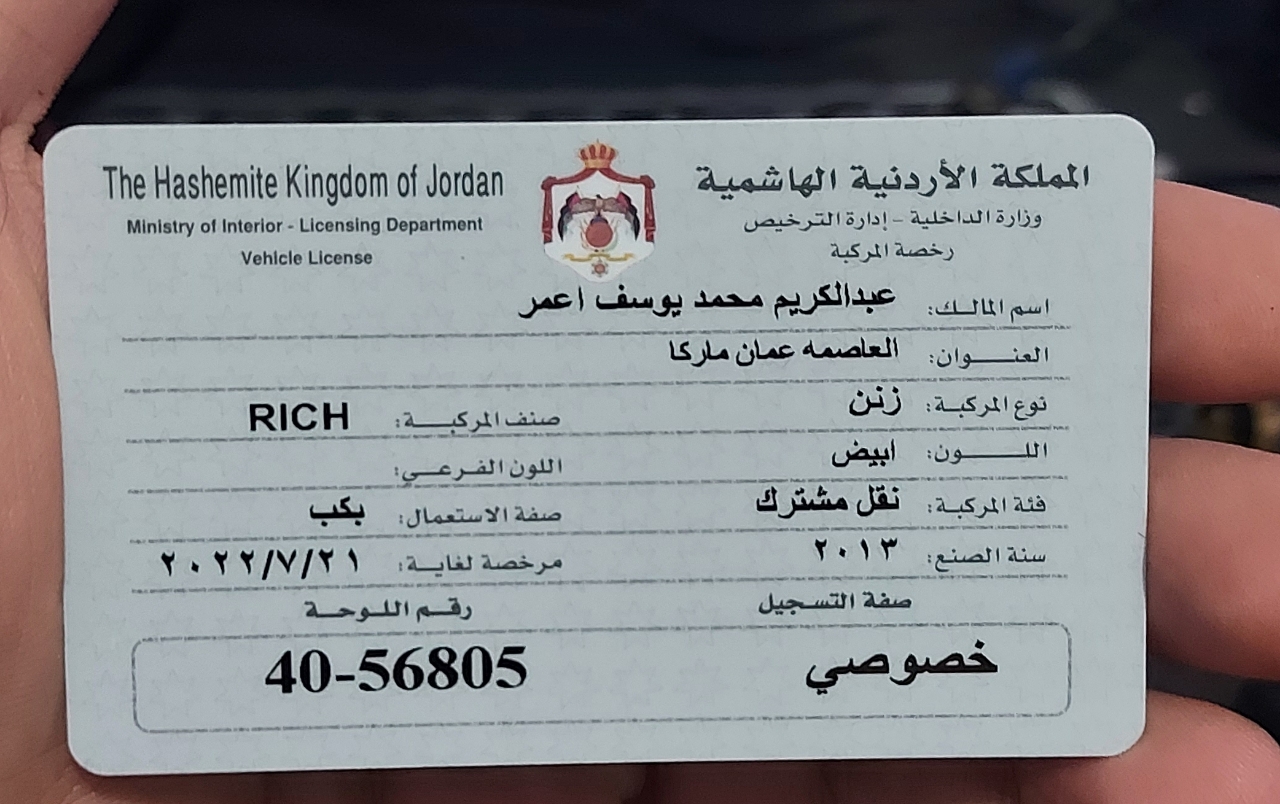 The Hashemite Kingdom of Jordan
Ministry of Interior - Licensing Department
Vehicle License
المملكة الأردنية الهاشمية
وزارة الداخلية - إدارة الترخيص
رخصة المركبة
اسم المالك: عبدالكريم محمد يوسف اعمر
العنوان: العاصمه عمان ماركا
نوع المركبة: زنن صنف المركبة: RICH
اللون: ابيض اللون الفرعي:
فئة المركبة: نقل مشترك صفة الاستعمال: بكب
سنة الصنع: ٢٠١٣ مرخصة لغاية: ٢٠٢٢/٧/٢١
صفة التسجيل رقم اللوحة
خصوصي 40-56805